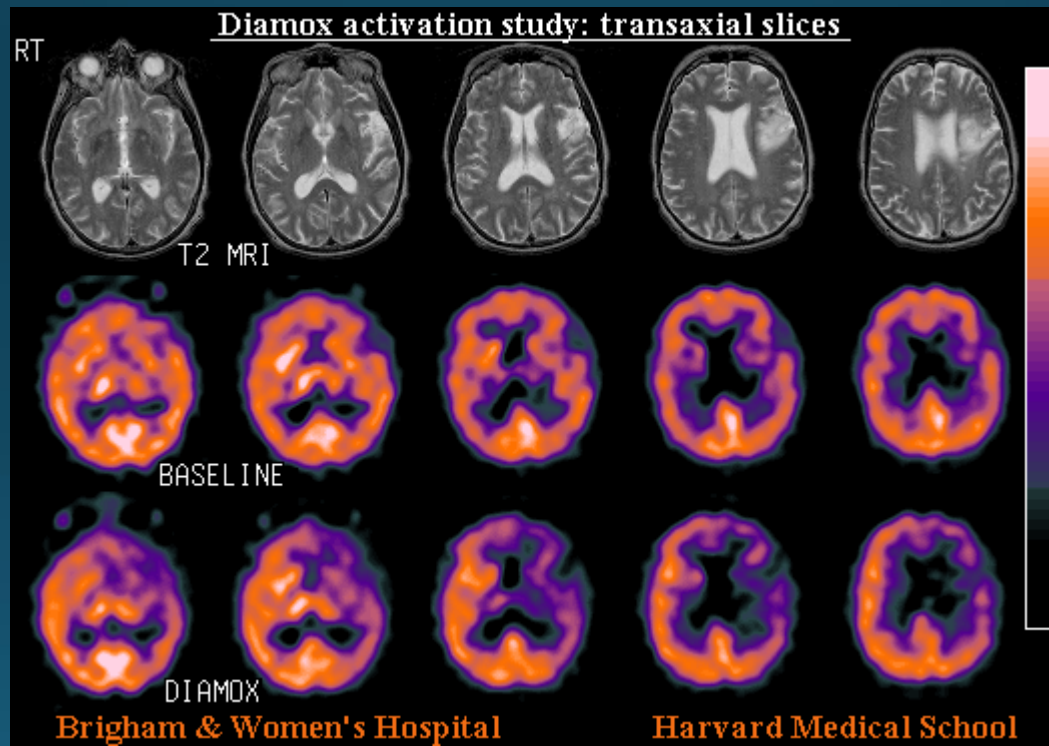 Diamox activation study: transaxial slices
RT
T2 MRI
BASELINE
DIAMOX
Brigham & Women's Hospital
Harvard Medical School